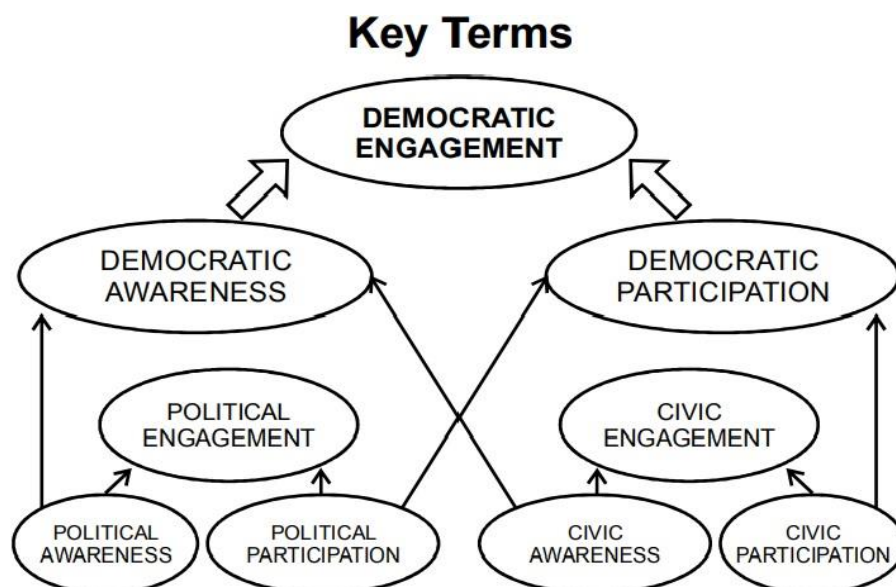 Key Terms
DEMOCRATIC
ENGAGEMENT
DEMOCRATIC
AWARENESS
DEMOCRATIC
PARTICIPATION
POLITICAL
ENGAGEMENT
CIVIC
ENGAGEMENT
POLITICAL
AWARENESS
POLITICAL
PARTICIPATION
CIVIC
AWARENESS
CIVIC
PARTICIPATION